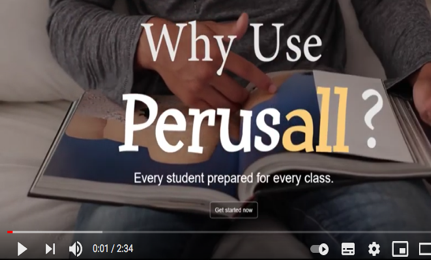 Why Use
Perusall?
Every student prepared for every class.
Get started now
0:01 / 2:34